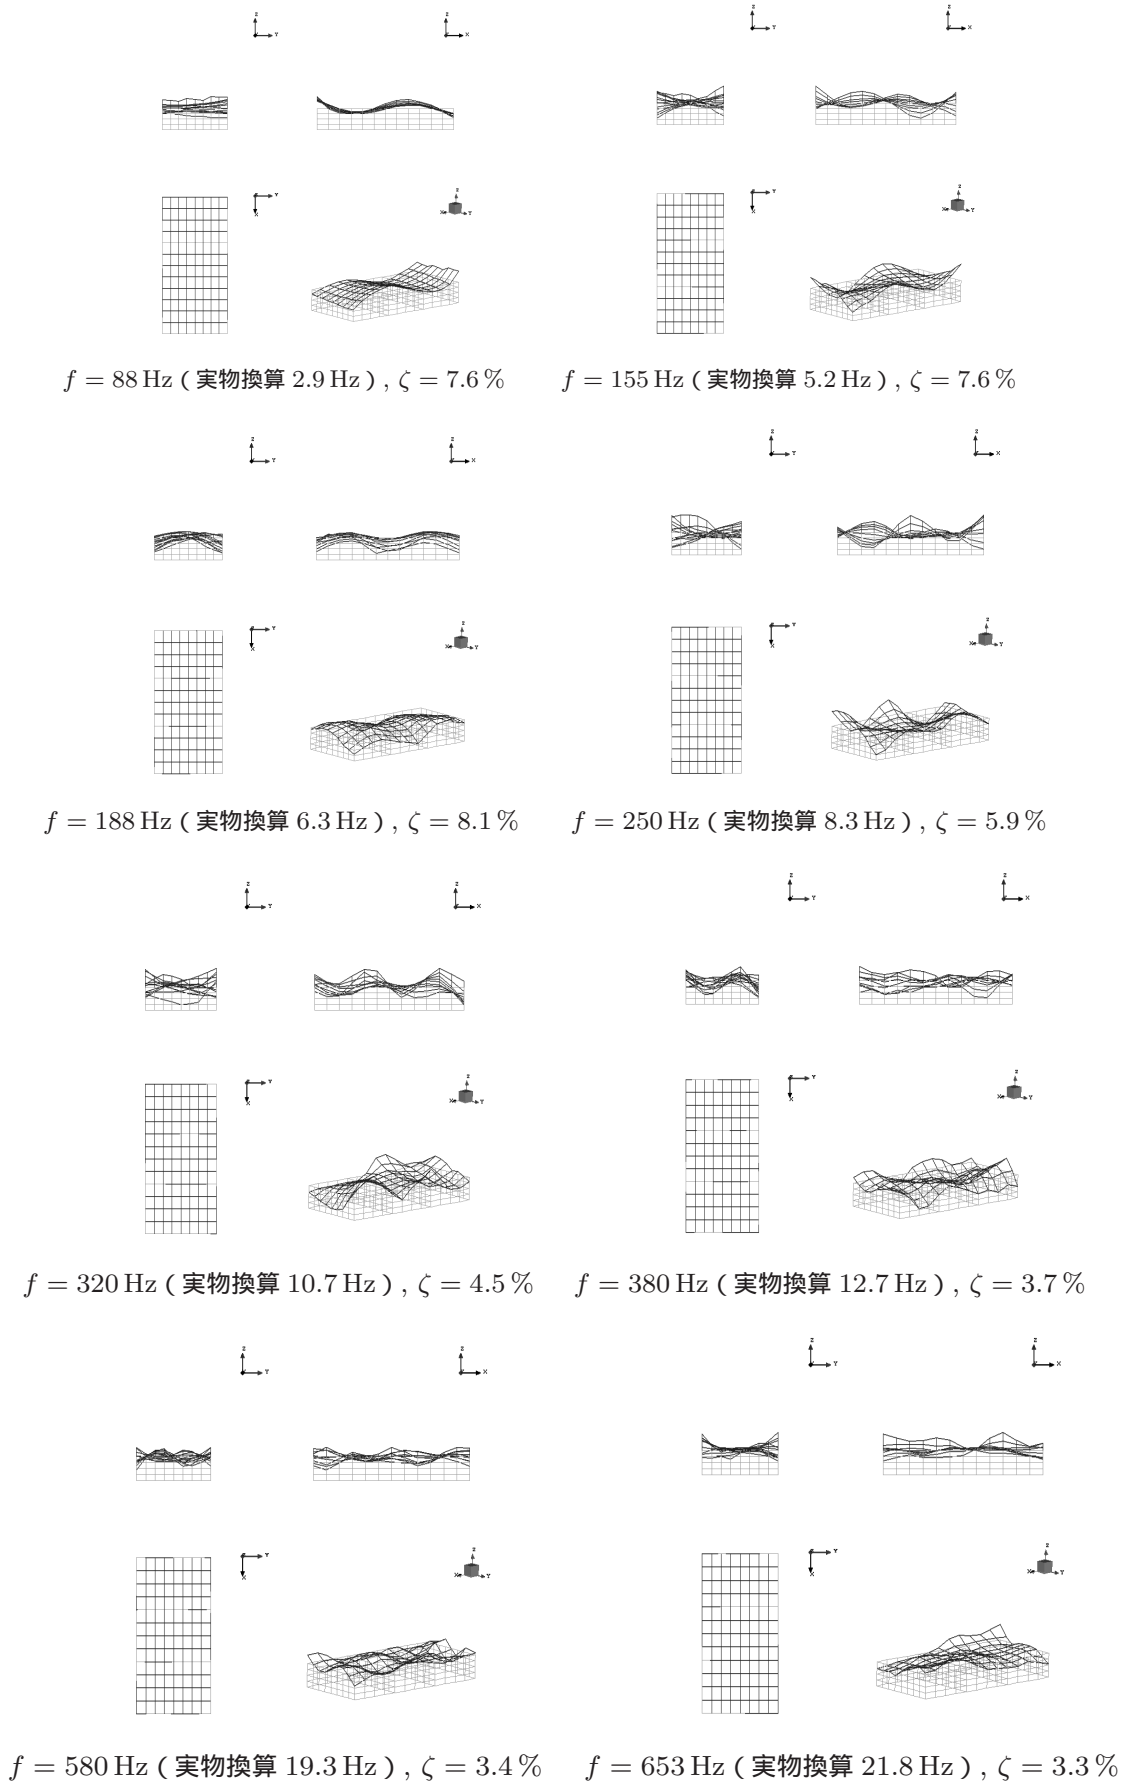 Z Z Z Z
Y X Y X
Z Z
Y Y
X X Y X X Y
f = 88 Hz ( 実物換算 2.9 Hz ) , ζ = 7.6 %
f = 155 Hz ( 実物換算 5.2 Hz ) , ζ = 7.6 %
Z Z Z Z
Y X Y X
Z Z
Y Y
X X Y X X Y
f = 188 Hz ( 実物換算 6.3 Hz ) , ζ = 8.1 %
f = 250 Hz ( 実物換算 8.3 Hz ) , ζ = 5.9 %
Z Z Z Z
Y X Y X
Z Z
Y Y
X X Y X X Y
f = 320 Hz ( 実物換算 10.7 Hz ) , ζ = 4.5 %
f = 380 Hz ( 実物換算 12.7 Hz ) , ζ = 3.7 %
Z Z Z Z
Y X Y X
Z Z
Y Y
X X Y X X Y
f = 580 Hz ( 実物換算 19.3 Hz ) , ζ = 3.4 %
f = 653 Hz ( 実物換算 21.8 Hz ) , ζ = 3.3 %